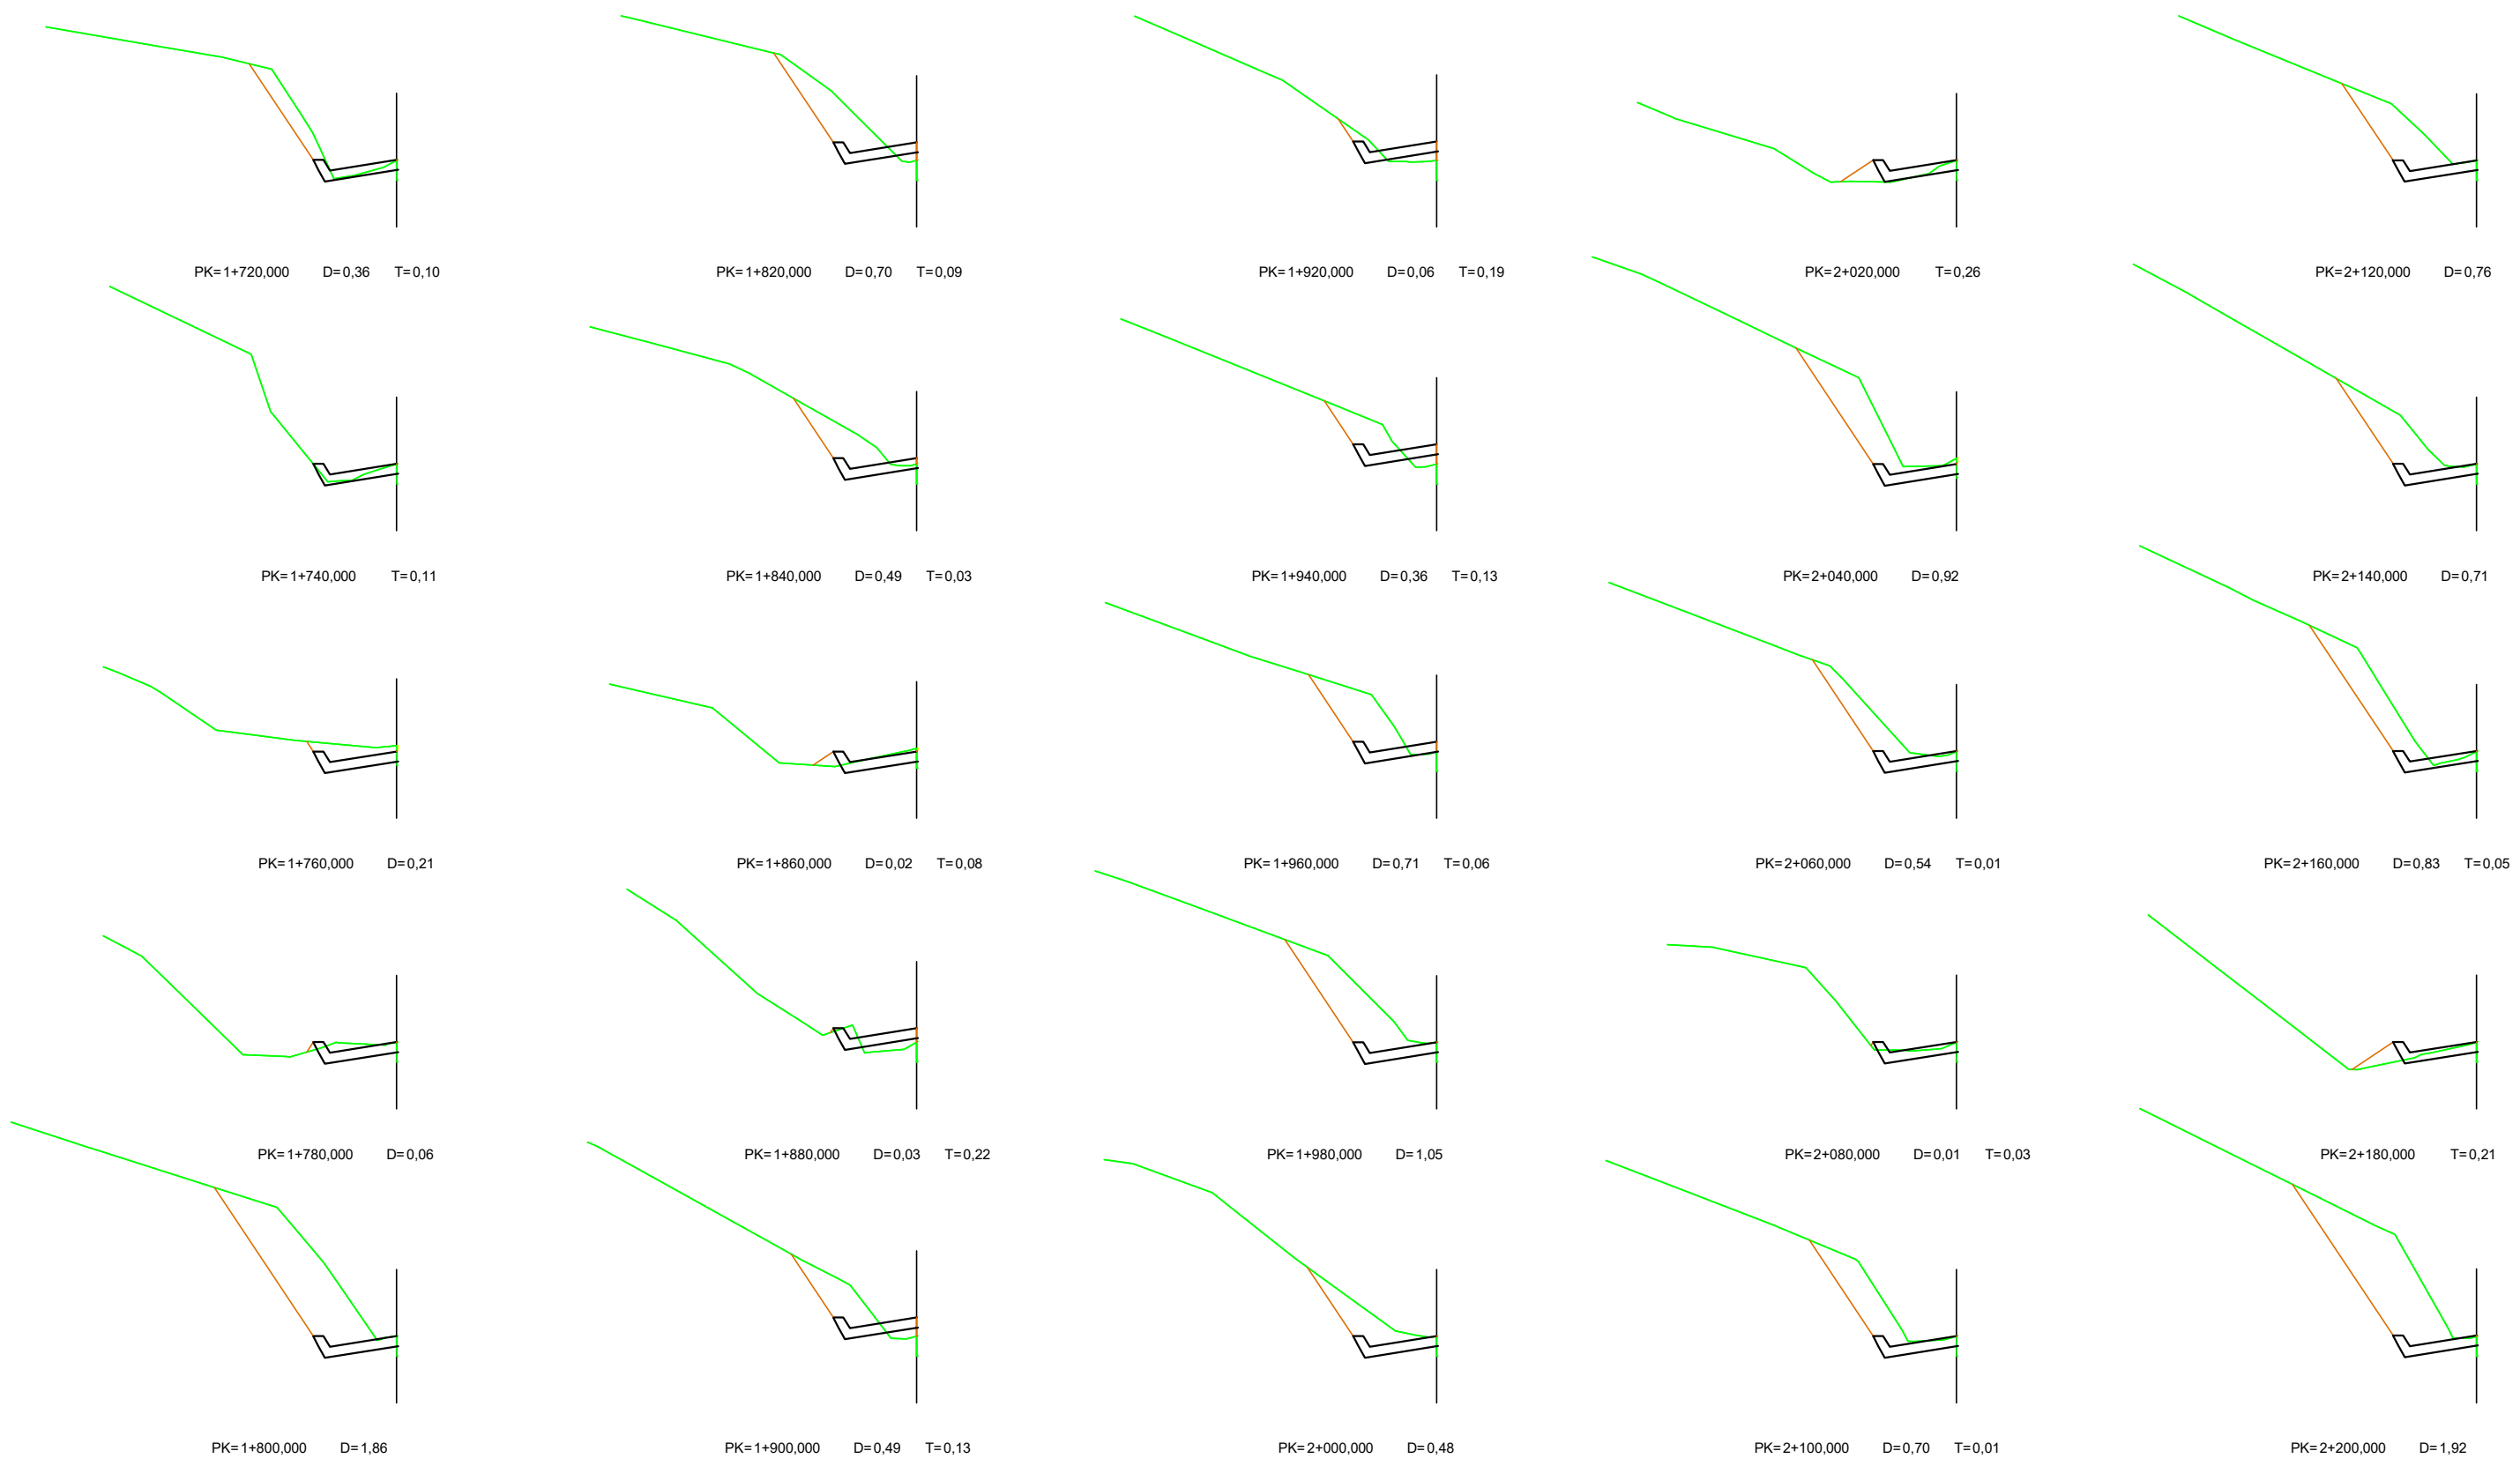 PK=1+720,000 D=0,36 T=0,10
PK=1+820,000 D=0,70 T=0,09
PK=1+920,000 D=0,06 T=0,19
PK=2+020,000 T=0,26
PK=2+120,000 D=0,76
PK=1+740,000 T=0,11
PK=1+840,000 D=0,49 T=0,03
PK=1+940,000 D=0,36 T=0,13
PK=2+040,000 D=0,92
PK=2+140,000 D=0,71
PK=1+760,000 D=0,21
PK=1+860,000 D=0,02 T=0,08
PK=1+960,000 D=0,71 T=0,06
PK=2+060,000 D=0,54 T=0,01
PK=2+160,000 D=0,83 T=0,05
PK=1+780,000 D=0,06
PK=1+880,000 D=0,03 T=0,22
PK=1+980,000 D=1,05
PK=2+080,000 D=0,01 T=0,03
PK=2+180,000 T=0,21
PK=1+800,000 D=1,86
PK=1+900,000 D=0,49 T=0,13
PK=2+000,000 D=0,48
PK=2+100,000 D=0,70 T=0,01
PK=2+200,000 D=1,92